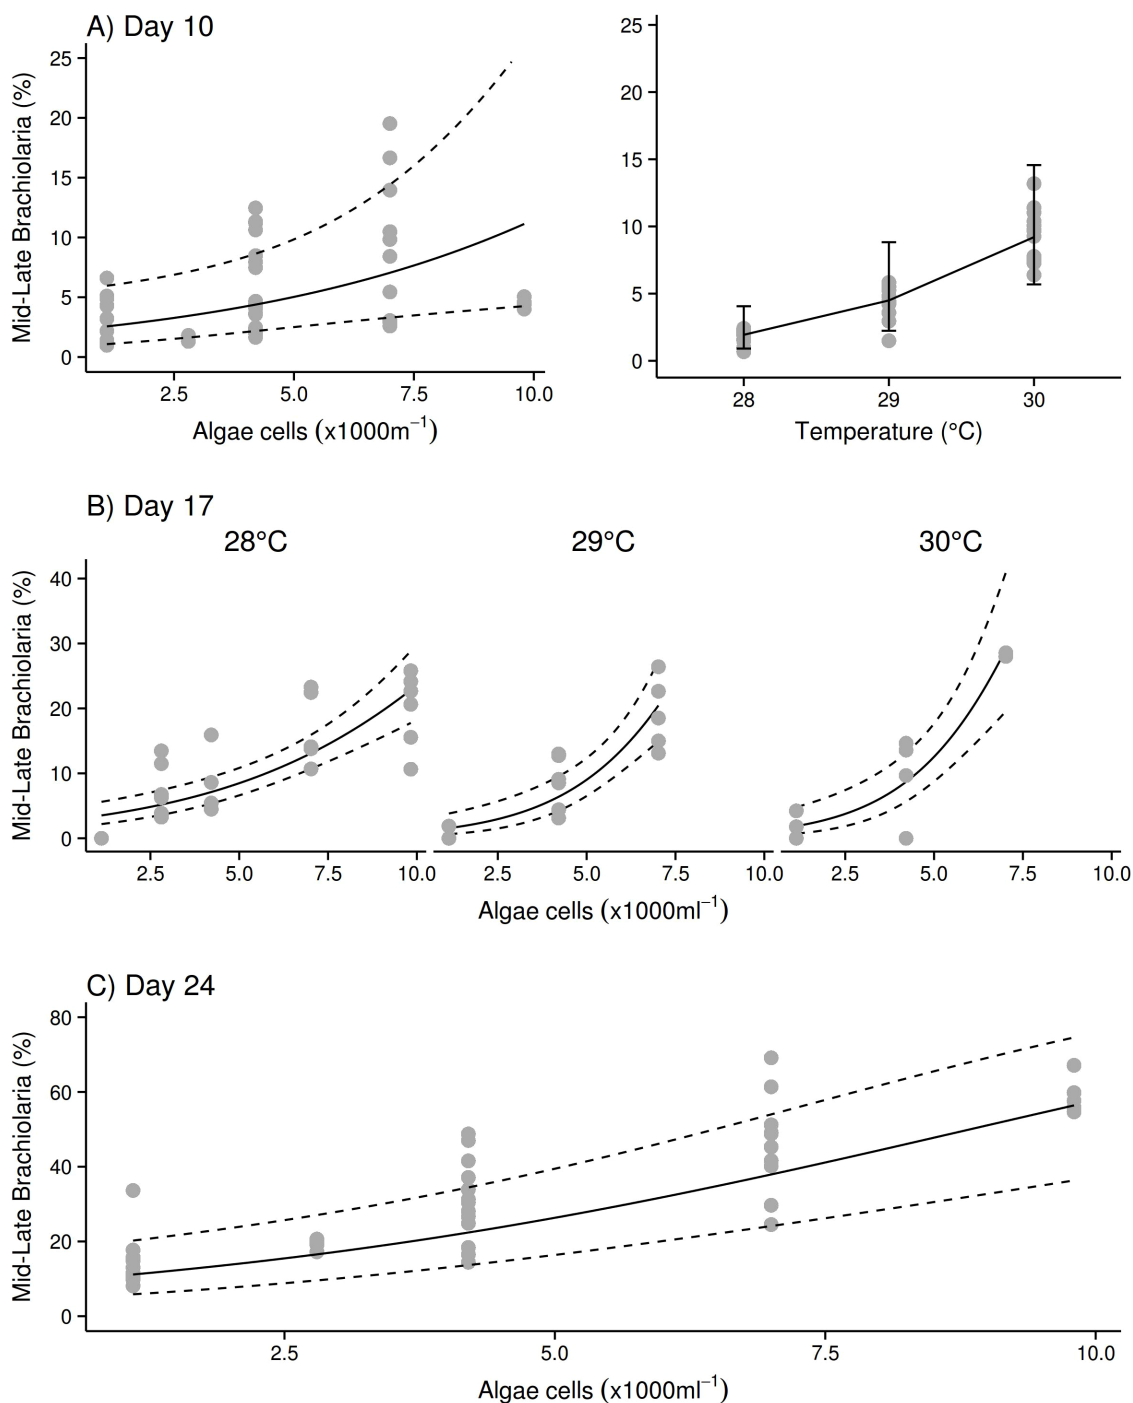 A) Day 10
Mid-Late Brachiolaria (%)
25
20
15
10
5
0
2.5 5.0 7.5 10.0
Algae cells (x1000m⁻¹)
25
20
15
10
5
0
28 29 30
Temperature (°C)
B) Day 17
28°C 29°C 30°C
Mid-Late Brachiolaria (%)
40
30
20
10
0
2.5 5.0 7.5 10.0 2.5 5.0 7.5 10.0 2.5 5.0 7.5 10.0
Algae cells (x1000ml⁻¹)
C) Day 24
Mid-Late Brachiolaria (%)
80
60
40
20
0
2.5 5.0 7.5 10.0
Algae cells (x1000ml⁻¹)